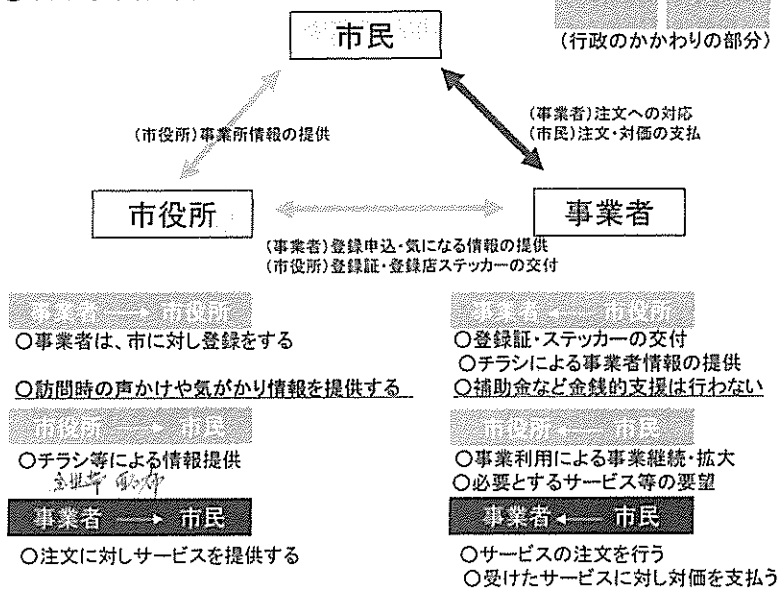 市民
(行政のかかわりの部分)
(市役所)事業所情報の提供
(事業者)注文への対応
(市民)注文・対価の支払
市役所
事業者
(事業者)登録申込・気になる情報の提供
(市役所)登録証・登録店ステッカーの交付
事業者 → 市役所
○事業者は、市に対し登録をする
○訪問時の声かけや気がかり情報を提供する
事業者 ← 市役所
○登録証・ステッカーの交付
○チラシによる事業者情報の提供
○補助金など金銭的支援は行わない
市役所 → 市民
○チラシ等による情報提供
全世帯 配布
市役所 ← 市民
○事業利用による事業継続・拡大
○必要とするサービス等の要望
事業者 → 市民
○注文に対しサービスを提供する
事業者 ← 市民
○サービスの注文を行う
○受けたサービスに対し対価を支払う